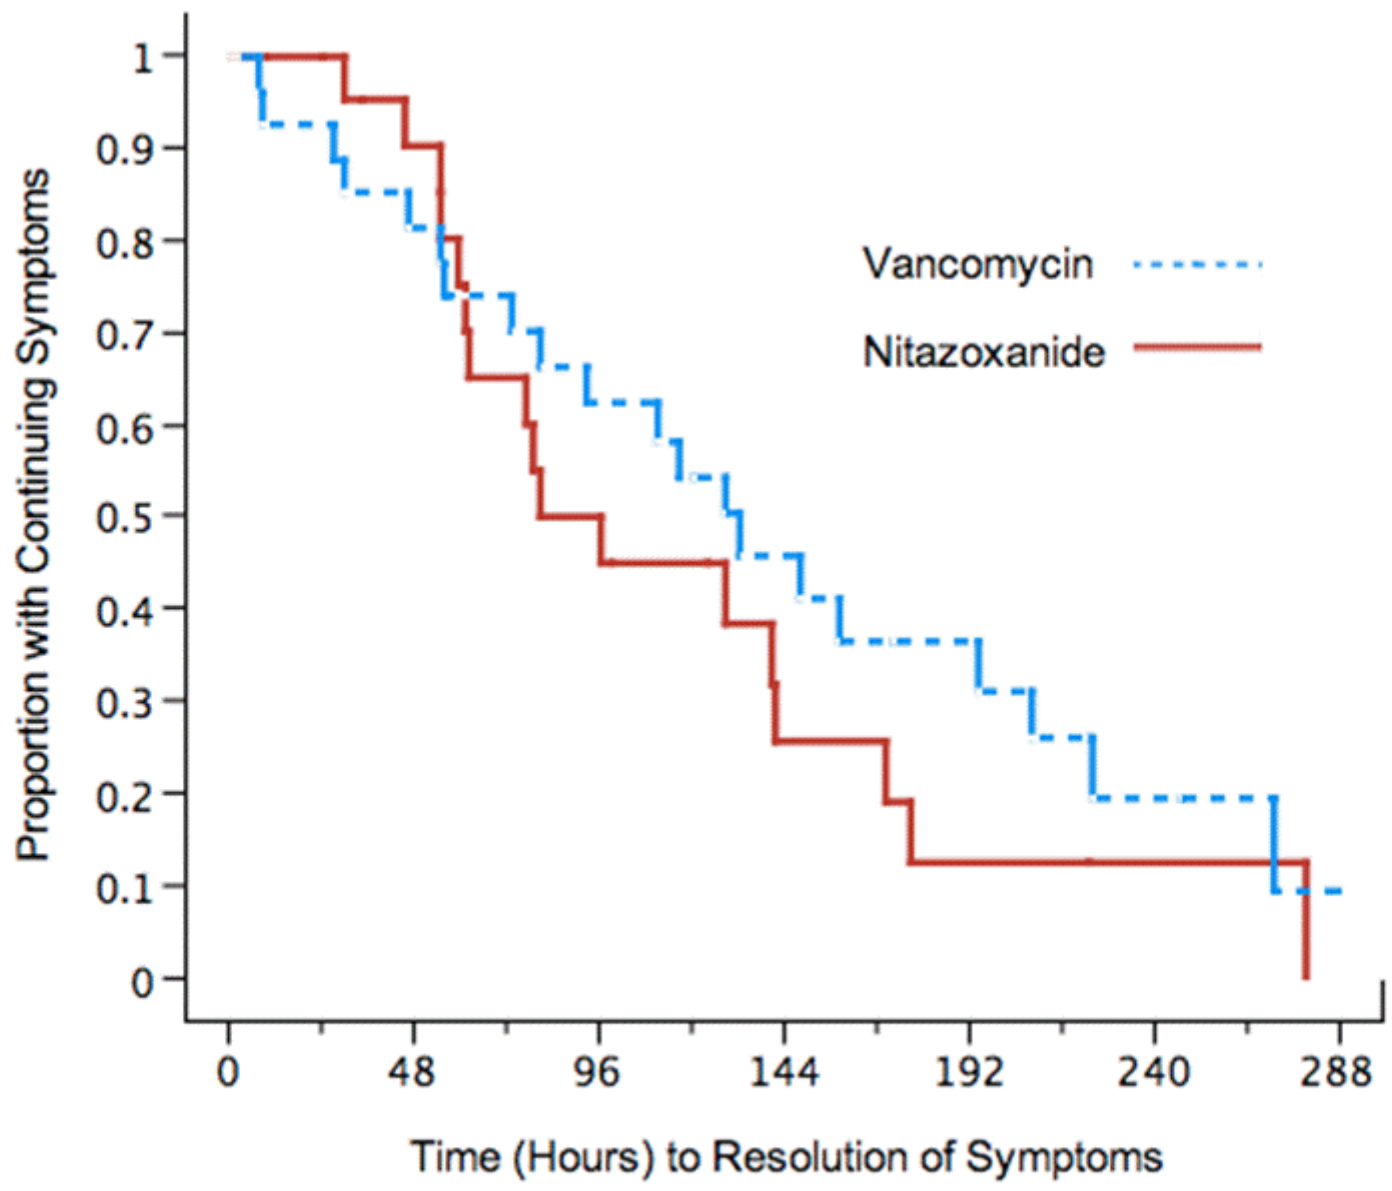 1
0.9
0.8
0.7
0.6
0.5
0.4
0.3
0.2
0.1
0
Proportion with Continuing Symptoms
Vancomycin
Nitazoxanide
0 48 96 144 192 240 288
Time (Hours) to Resolution of Symptoms